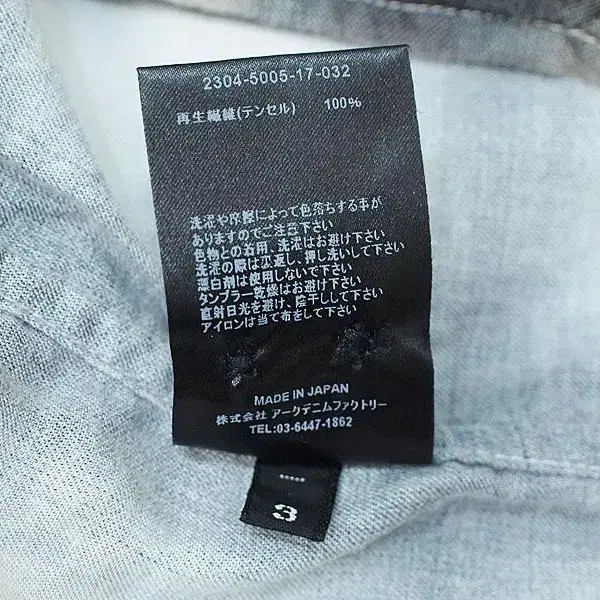 2304-5005-17-032
再生繊維(テンセル) 100%
洗濯や摩擦によって色落ちする事が
ありますのでご注意下さい
色物との着用、洗濯はお避け下さい
洗濯の際は裏返し、押し洗いして下さい
漂白剤は使用しないで下さい
タンブラー乾燥はお避け下さい
直射日光を避け、陰干しして下さい
アイロンは当て布をして下さい
MADE IN JAPAN
株式会社 アークデニムファクトリー
TEL:03-6447-1862
3